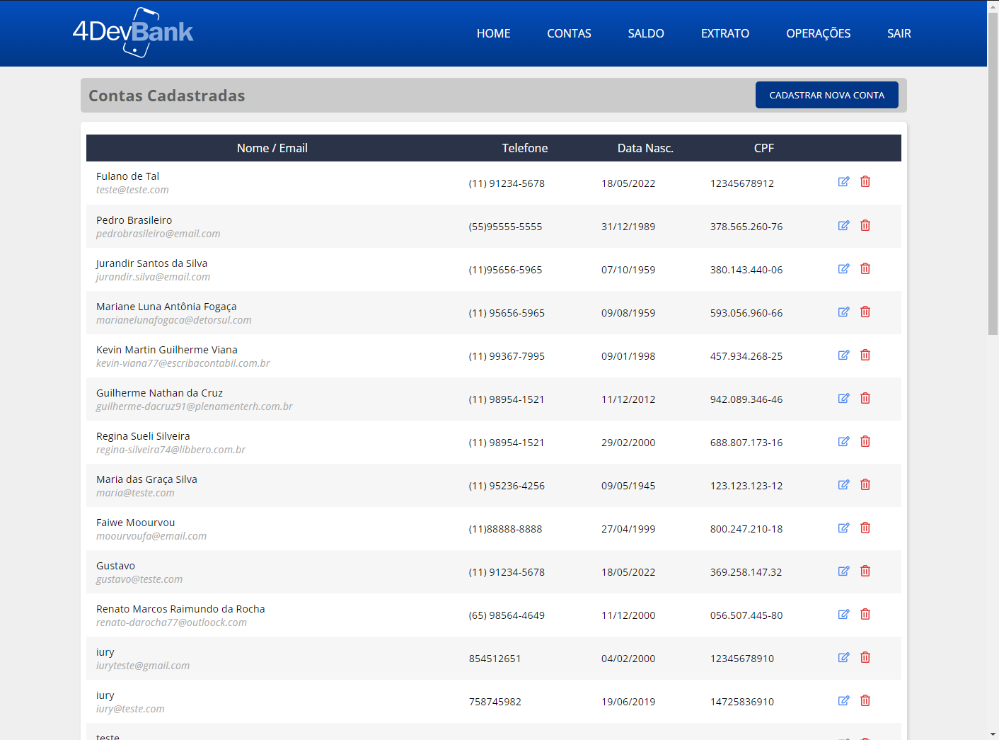 4DevBank HOME CONTAS SALDO EXTRATO OPERAÇÕES SAIR
Contas Cadastradas CADASTRAR NOVA CONTA
Nome / Email Telefone Data Nasc. CPF
Fulano de Tal
teste@teste.com (11) 91234-5678 18/05/2022 12345678912
Pedro Brasileiro
pedrobrasileiro@email.com (55)95555-5555 31/12/1989 378.565.260-76
Jurandir Santos da Silva
jurandir.silva@email.com (11)95656-5965 07/10/1959 380.143.440-06
Mariane Luna Antônia Fogaça
marianelunafogaca@detorsul.com (11) 95656-5965 09/08/1959 593.056.960-66
Kevin Martin Guilherme Viana
kevin-viana77@escribacontabil.com.br (11) 99367-7995 09/01/1998 457.934.268-25
Guilherme Nathan da Cruz
guilherme-dacruz91@plenamenterh.com.br (11) 98954-1521 11/12/2012 942.089.346-46
Regina Sueli Silveira
regina-silveira74@libbero.com.br (11) 98954-1521 29/02/2000 688.807.173-16
Maria das Graça Silva
maria@teste.com (11) 95236-4256 09/05/1945 123.123.123-12
Faiwe Moourvou
moourvoufa@email.com (11)88888-8888 27/04/1999 800.247.210-18
Gustavo
gustavo@teste.com (11) 91234-5678 18/05/2022 369.258.147.32
Renato Marcos Raimundo da Rocha
renato-darocha77@outloock.com (65) 98564-4649 11/12/2000 056.507.445-80
iury
iuryteste@gmail.com 854512651 04/02/2000 12345678910
iury
iury@teste.com 758745982 19/06/2019 14725836910
teste